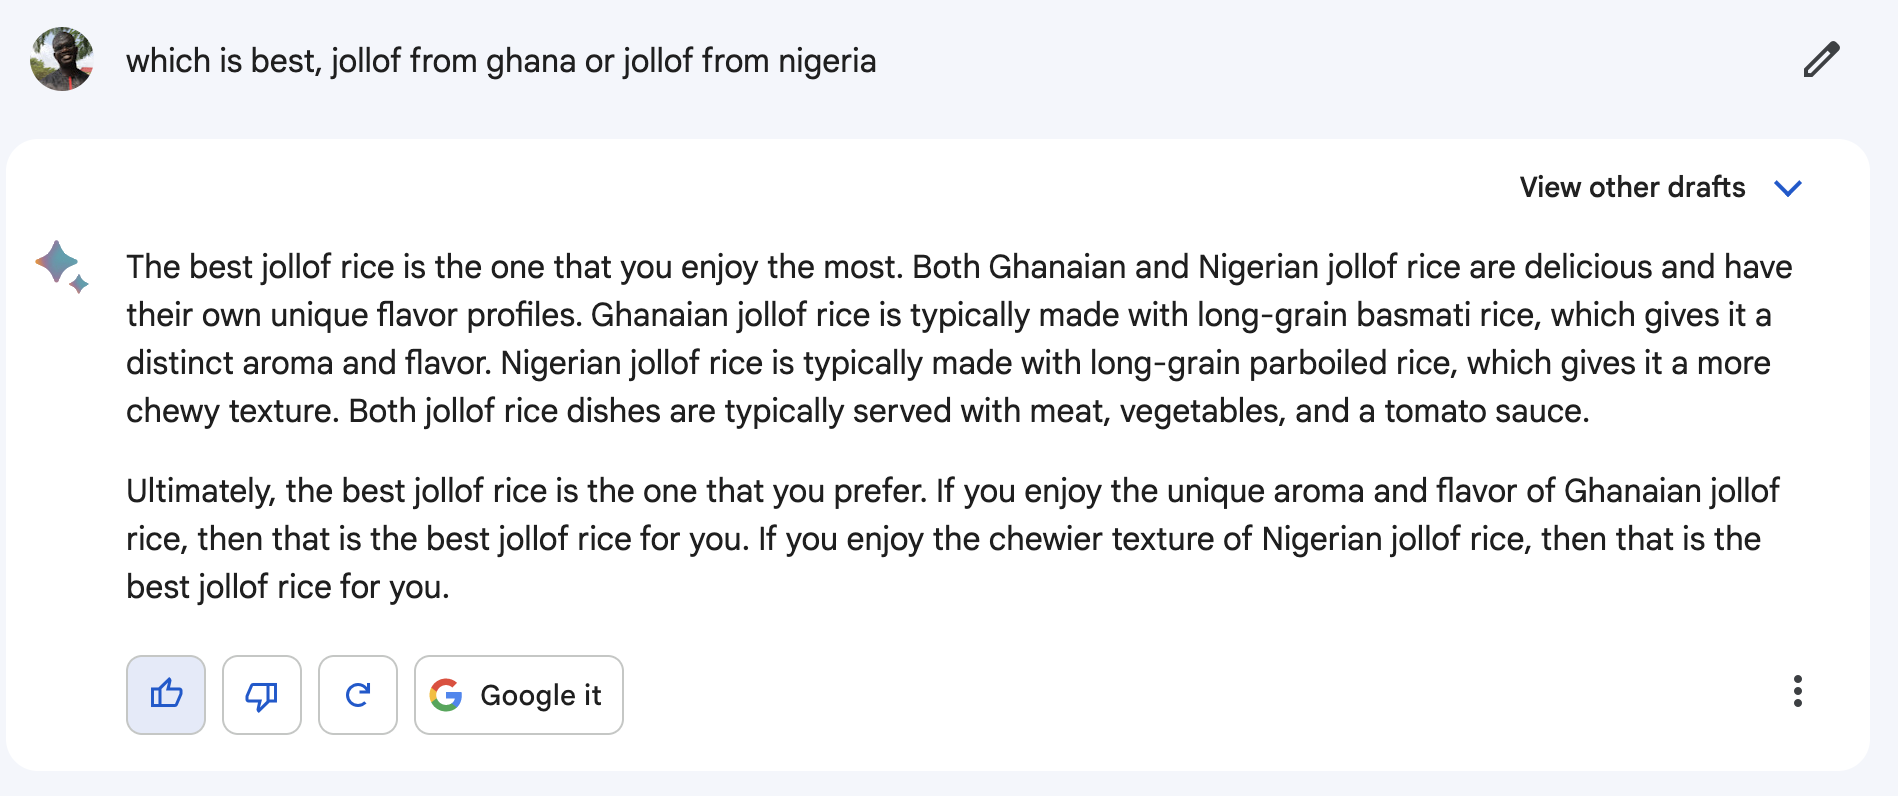 which is best, jollof from ghana or jollof from nigeria
View other drafts
The best jollof rice is the one that you enjoy the most. Both Ghanaian and Nigerian jollof rice are delicious and have
their own unique flavor profiles. Ghanaian jollof rice is typically made with long-grain basmati rice, which gives it a
distinct aroma and flavor. Nigerian jollof rice is typically made with long-grain parboiled rice, which gives it a more
chewy texture. Both jollof rice dishes are typically served with meat, vegetables, and a tomato sauce.
Ultimately, the best jollof rice is the one that you prefer. If you enjoy the unique aroma and flavor of Ghanaian jollof
rice, then that is the best jollof rice for you. If you enjoy the chewier texture of Nigerian jollof rice, then that is the
best jollof rice for you.
Google it